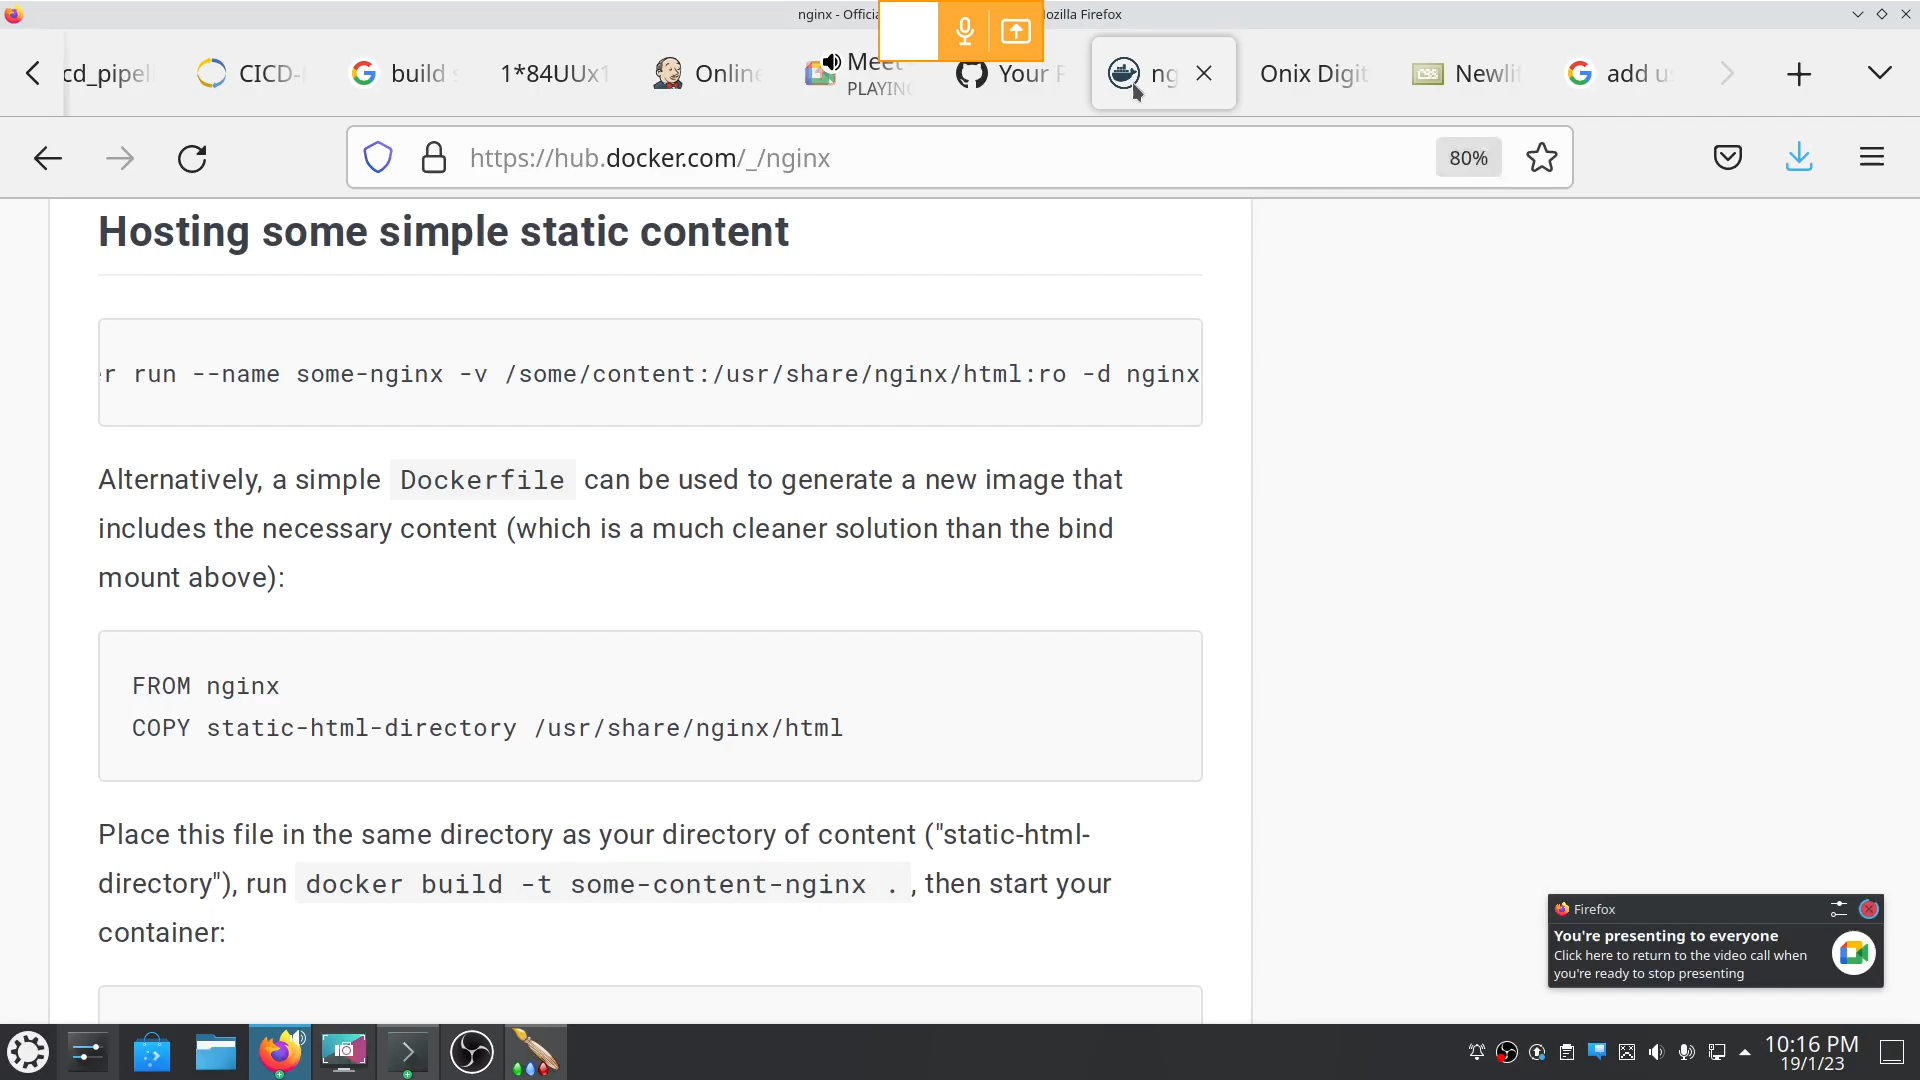 nginx - Officia
ozilla Firefox
cd_pipel
CICD-
build
1*84UUx1
Online
Meet
PLAYING
Your
ng
Onix Digit
Newli
add u
https://hub.docker.com/_/nginx
80%
Hosting some simple static content
r run --name some-nginx -v /some/content:/usr/share/nginx/html:ro -d nginx
Alternatively, a simple Dockerfile can be used to generate a new image that
includes the necessary content (which is a much cleaner solution than the bind
mount above):
FROM nginx
COPY static-html-directory /usr/share/nginx/html
Place this file in the same directory as your directory of content ("static-html-
directory"), run docker build -t some-content-nginx . , then start your
container:
Firefox
You're presenting to everyone
Click here to return to the video call when
you're ready to stop presenting
10:16 PM
19/1/23